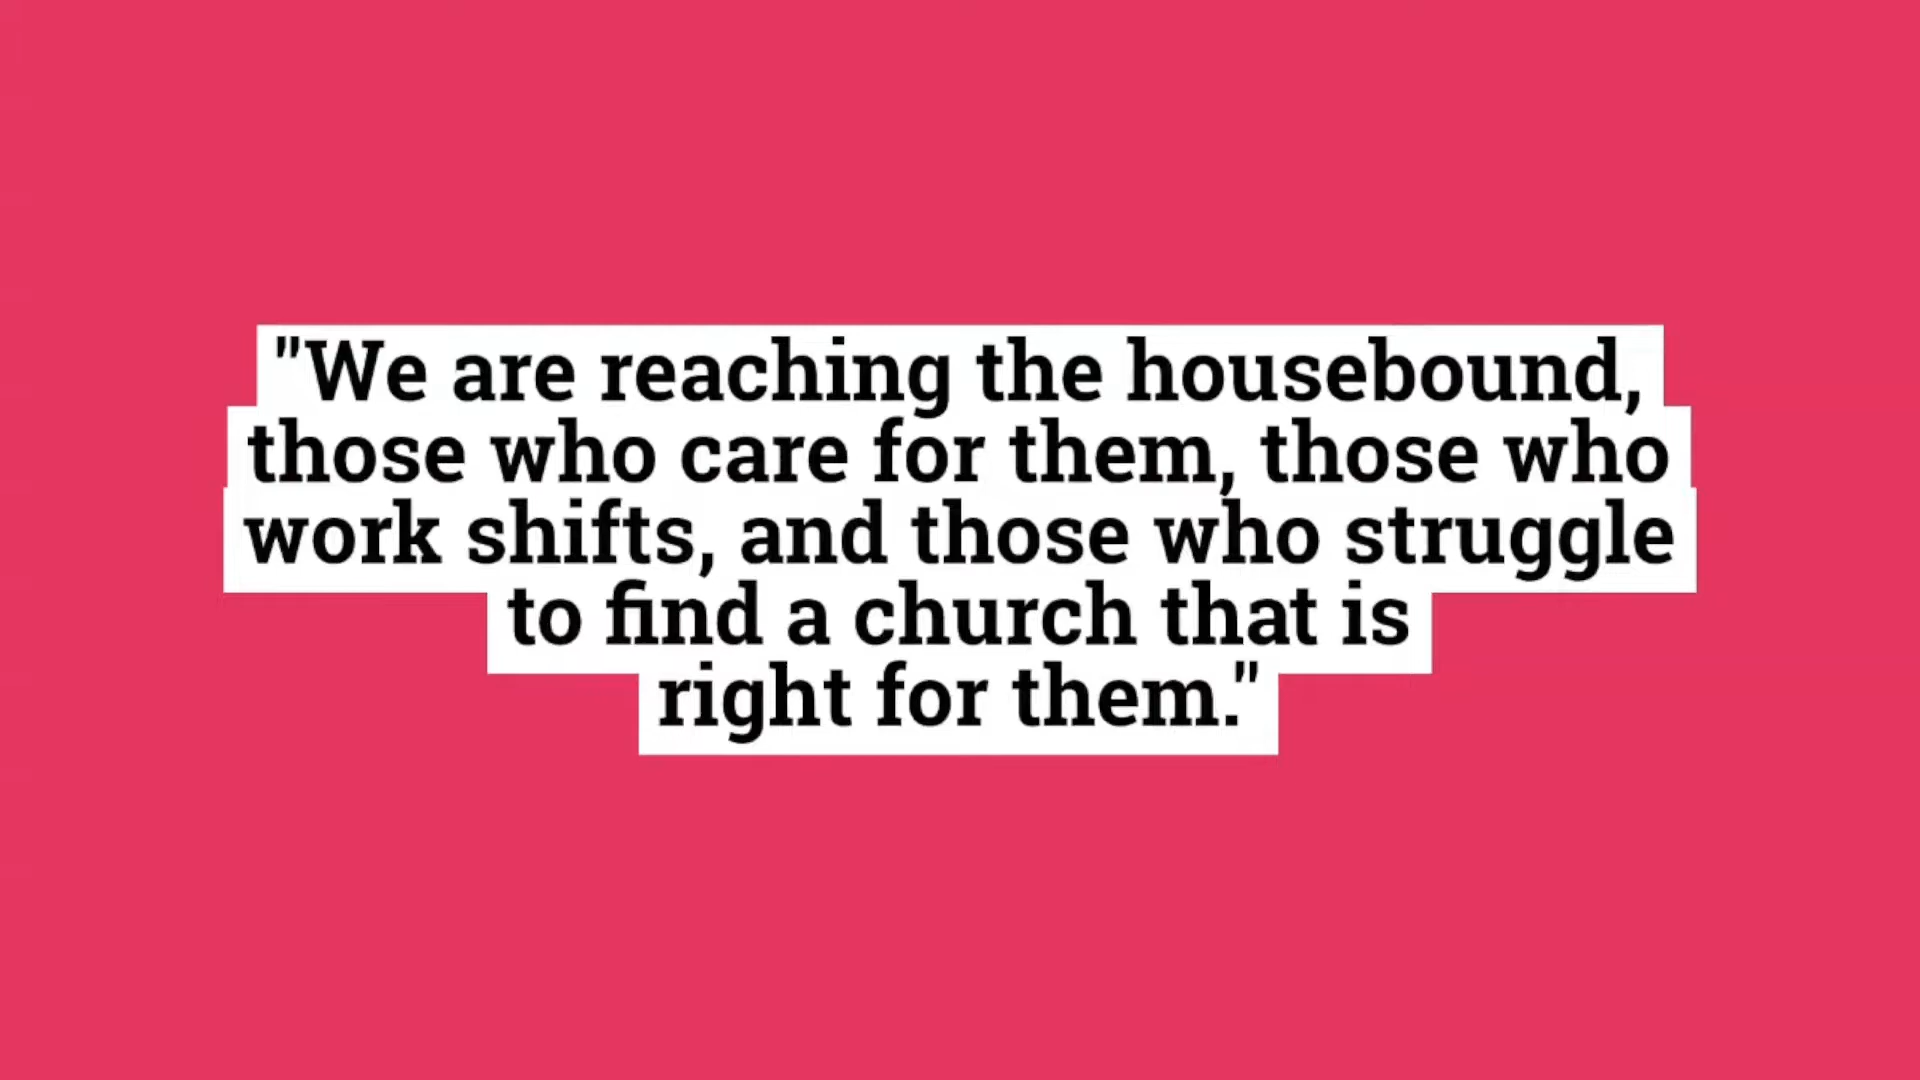 "We are reaching the housebound,
those who care for them, those who
work shifts, and those who struggle
to find a church that is
right for them."